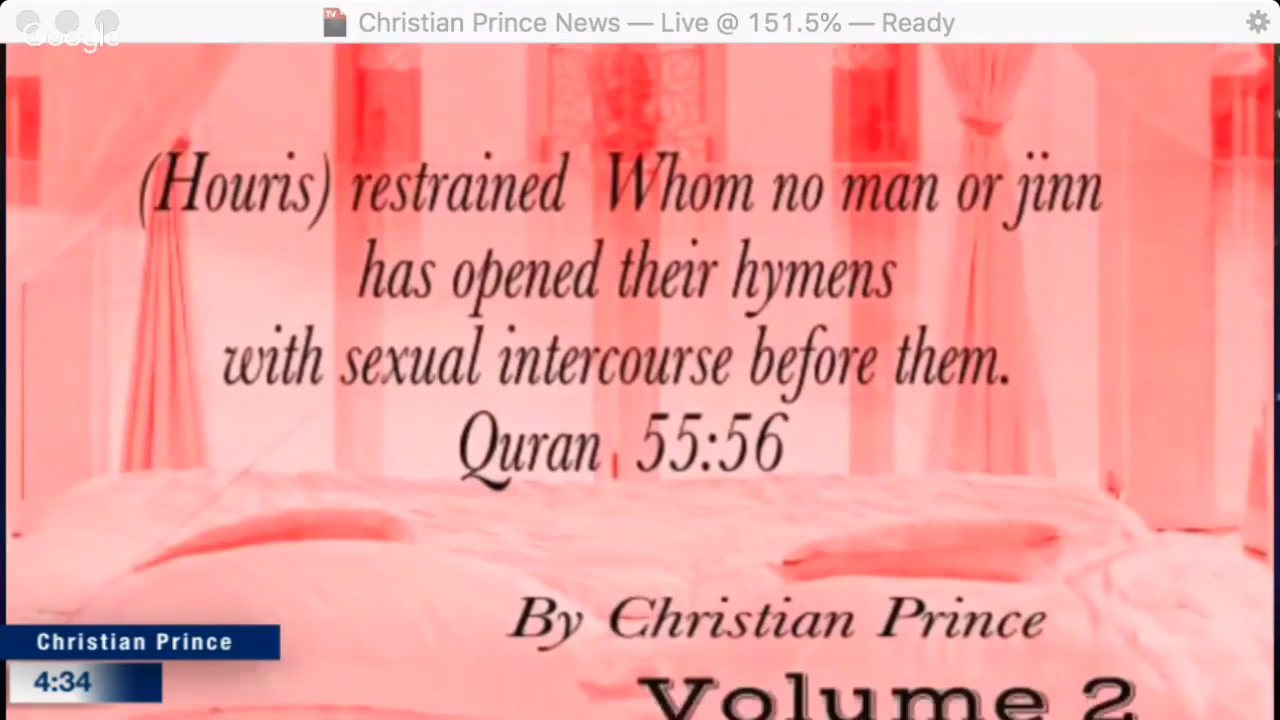 Christian Prince News — Live @ 151.5% — Ready
Google
(Houris) restrained Whom no man or jinn
has opened their hymens
with sexual intercourse before them.
Quran 55:56
By Christian Prince
Volume 2
Christian Prince
4:34